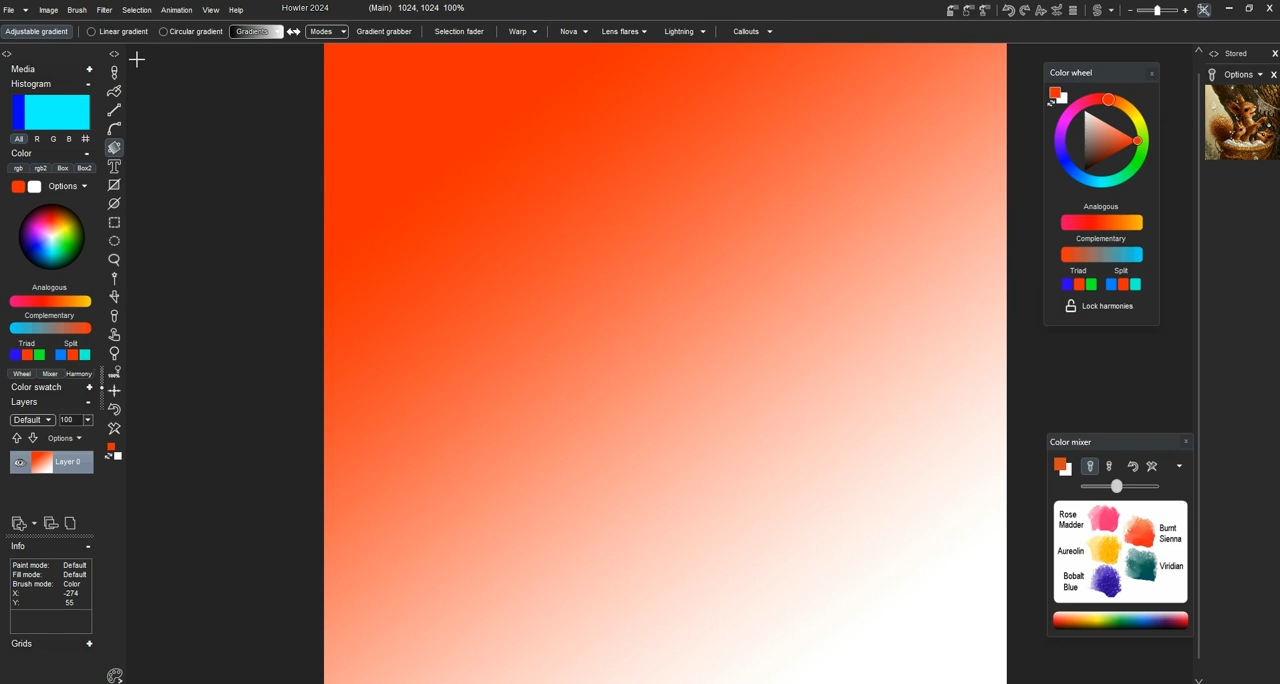 File Image Brush Filter Selection Animation View Help Howler 2024 (Main) 1024, 1024 100%
S
Adjustable gradient Linear gradient Circular gradient Gradients Modes Gradient grabber Selection fader Warp Nova Lens flares Lightning Callouts
Stored
Media
Histogram
All R G B #
Color
rgb rgb2 Box Box2
Options
Analogous
Complementary
Triad Split
Wheel Mixer Harmony
Color swatch
Layers
Default 100
Options
Layer 0
Info
Paint mode: Default
Fill mode: Default
Brush mode: Color
X: -274
Y: 55
Grids
100%
Color wheel
Analogous
Complementary
Triad Split
Lock harmonies
Color mixer
Rose Madder
Burnt Sienna
Aureolin
Viridian
Bobalt Blue
Options